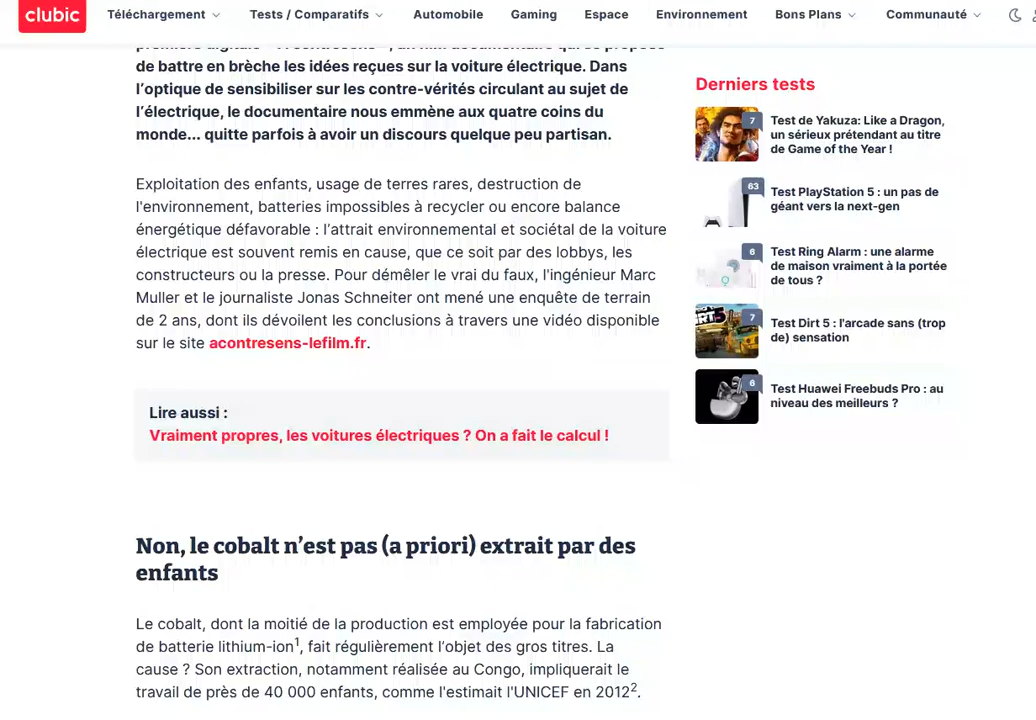 clubic
Téléchargement
Tests / Comparatifs
Automobile
Gaming
Espace
Environnement
Bons Plans
Communauté
de battre en brèche les idées reçues sur la voiture électrique. Dans
l'optique de sensibiliser sur les contre-vérités circulant au sujet de
l'électrique, le documentaire nous emmène aux quatre coins du
monde... quitte parfois à avoir un discours quelque peu partisan.
Exploitation des enfants, usage de terres rares, destruction de
l'environnement, batteries impossibles à recycler ou encore balance
énergétique défavorable : l'attrait environnemental et sociétal de la voiture
électrique est souvent remis en cause, que ce soit par des lobbys, les
constructeurs ou la presse. Pour démêler le vrai du faux, l'ingénieur Marc
Muller et le journaliste Jonas Schneiter ont mené une enquête de terrain
de 2 ans, dont ils dévoilent les conclusions à travers une vidéo disponible
sur le site acontresens-lefilm.fr.
Lire aussi :
Vraiment propres, les voitures électriques ? On a fait le calcul !
Non, le cobalt n'est pas (a priori) extrait par des
enfants
Le cobalt, dont la moitié de la production est employée pour la fabrication
de batterie lithium-ion¹, fait régulièrement l'objet des gros titres. La
cause ? Son extraction, notamment réalisée au Congo, impliquerait le
travail de près de 40 000 enfants, comme l'estimait l'UNICEF en 2012².
Derniers tests
7
Test de Yakuza: Like a Dragon,
un sérieux prétendant au titre
de Game of the Year !
63
Test PlayStation 5 : un pas de
géant vers la next-gen
6
Test Ring Alarm : une alarme
de maison vraiment à la portée
de tous ?
7
Test Dirt 5 : l'arcade sans (trop
de) sensation
6
Test Huawei Freebuds Pro : au
niveau des meilleurs ?